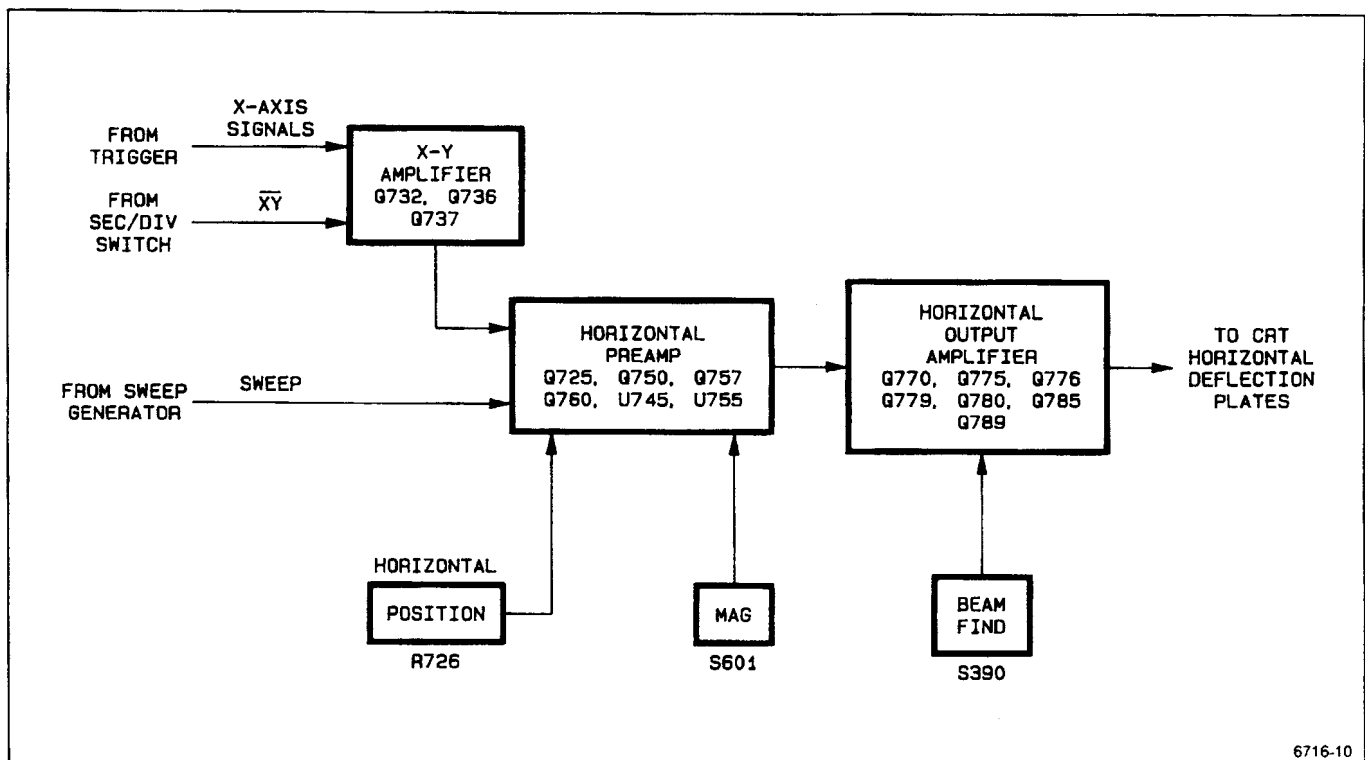 X-AXIS
SIGNALS
FROM
TRIGGER
FROM
SEC/DIV
SWITCH
X̅Y̅
X-Y
AMPLIFIER
Q732, Q736
Q737
FROM SWEEP
GENERATOR
SWEEP
HORIZONTAL
PREAMP
Q725, Q750, Q757
Q760, U745, U755
HORIZONTAL
OUTPUT
AMPLIFIER
Q770, Q775, Q776
Q779, Q780, Q785
Q789
TO CRT
HORIZONTAL
DEFLECTION
PLATES
HORIZONTAL
POSITION
R726
MAG
S601
BEAM
FIND
S390
6716-10